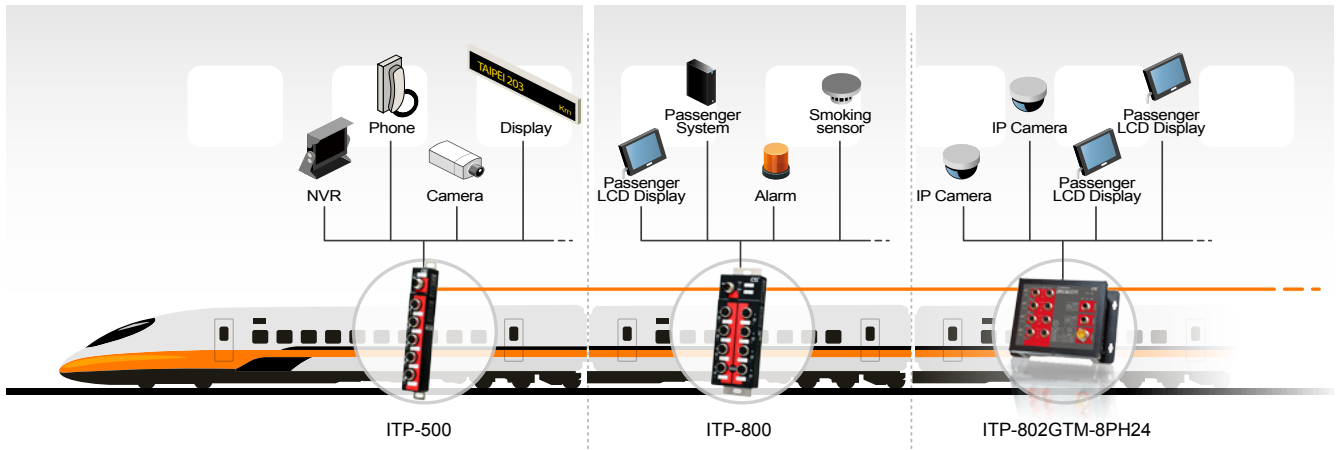 TAIPEI 203
Km
Phone
Display
NVR
Camera
Passenger
System
Smoking
sensor
Passenger
LCD Display
Alarm
IP Camera
Passenger
LCD Display
IP Camera
Passenger
LCD Display
ITP-500
ITP-800
ITP-802GTM-8PH24